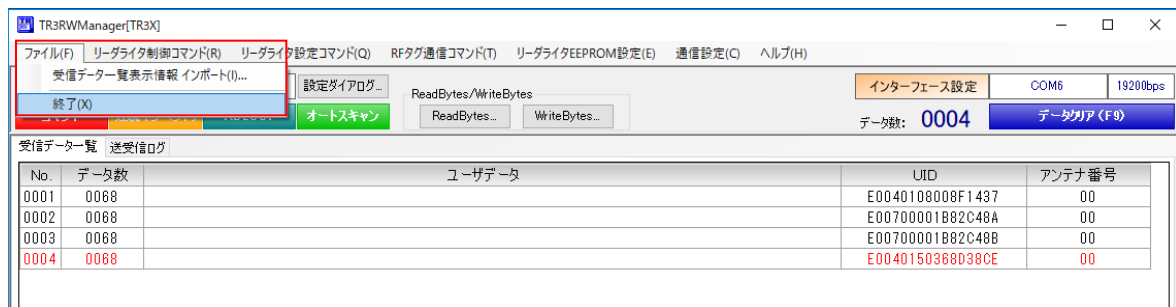 TR3RWManager[TR3X]
ファイル(F) リーダライタ制御コマンド(R) リーダライタ設定コマンド(Q) RFタグ通信コマンド(T) リーダライタEEPROM設定(E) 通信設定(C) ヘルプ(H)
受信データ一覧表示情報 インポート(I)...
終了(X)
設定ダイアログ...
オートスキャン
ReadBytes/WriteBytes
ReadBytes... WriteBytes...
インターフェース設定 COM6 19200bps
データ数: 0004 データクリア(F9)
受信データ一覧 送受信ログ
No. データ数 ユーザデータ UID アンテナ番号
0001 0068 E0040108008F1437 00
0002 0068 E00700001B82C48A 00
0003 0068 E00700001B82C48B 00
0004 0068 E0040150368D38CE 00